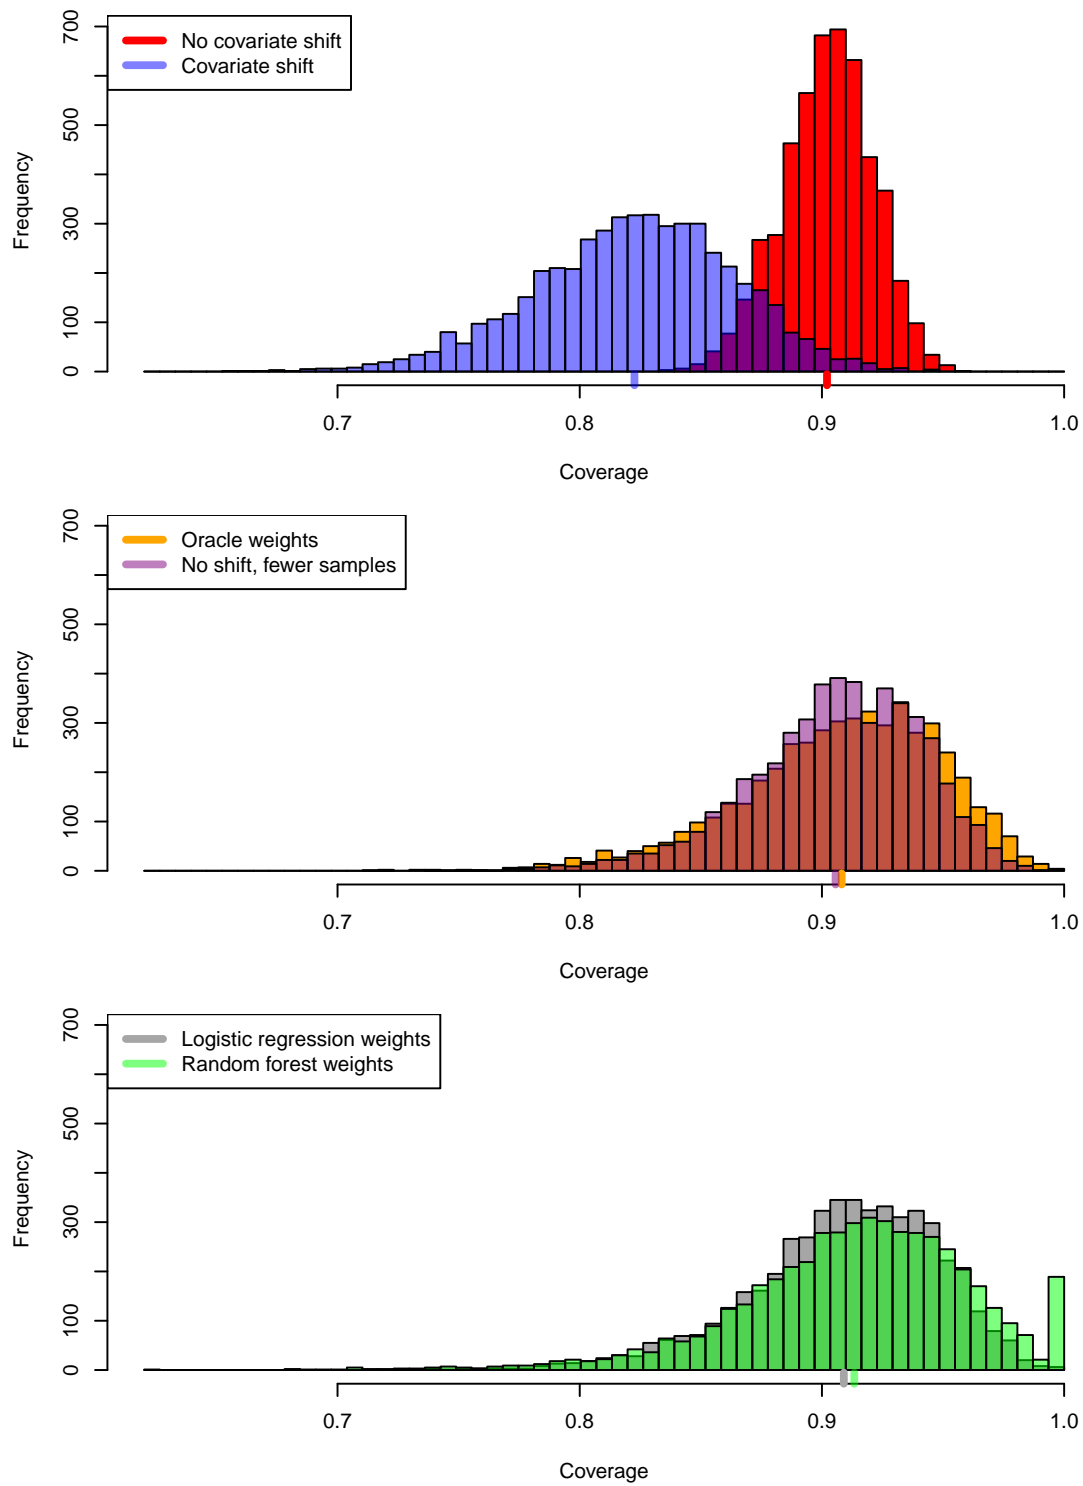 No covariate shift
Covariate shift
Frequency
0 100 300 500 700
0.7 0.8 0.9 1.0
Coverage
Oracle weights
No shift, fewer samples
Frequency
0 100 300 500 700
0.7 0.8 0.9 1.0
Coverage
Logistic regression weights
Random forest weights
Frequency
0 100 300 500 700
0.7 0.8 0.9 1.0
Coverage